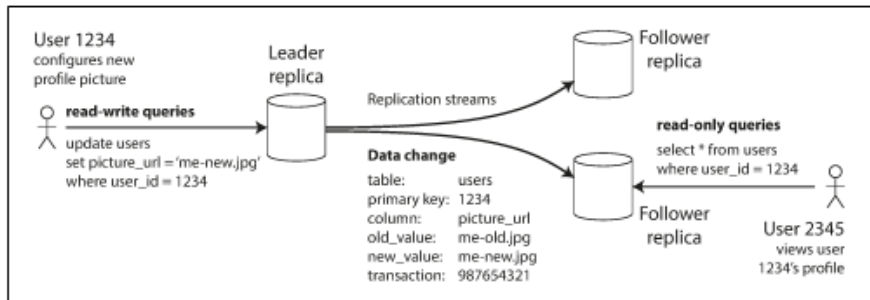 User 1234
configures new
profile picture
read-write queries
update users
set picture_url = 'me-new.jpg'
where user_id = 1234
Leader
replica
Replication streams
Data change
table: users
primary key: 1234
column: picture_url
old_value: me-old.jpg
new_value: me-new.jpg
transaction: 987654321
Follower
replica
read-only queries
select * from users
where user_id = 1234
Follower
replica
User 2345
views user
1234's profile